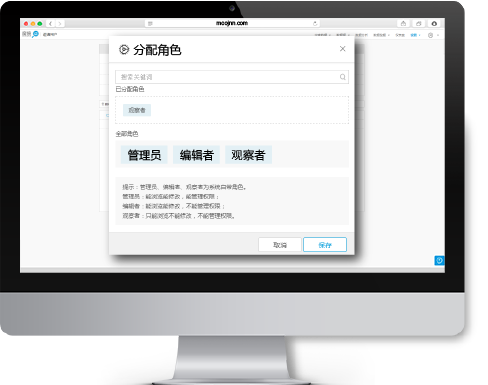 moojnn.com
分配角色
搜索关键词
已分配角色
观察者
全部角色
管理员 编辑者 观察者
提示：管理员、编辑者、观察者为系统自带角色。
管理员：能浏览能修改，能管理权限；
编辑者：能浏览能修改，不能管理权限；
观察者：只能浏览不能修改，不能管理权限。
取消 保存